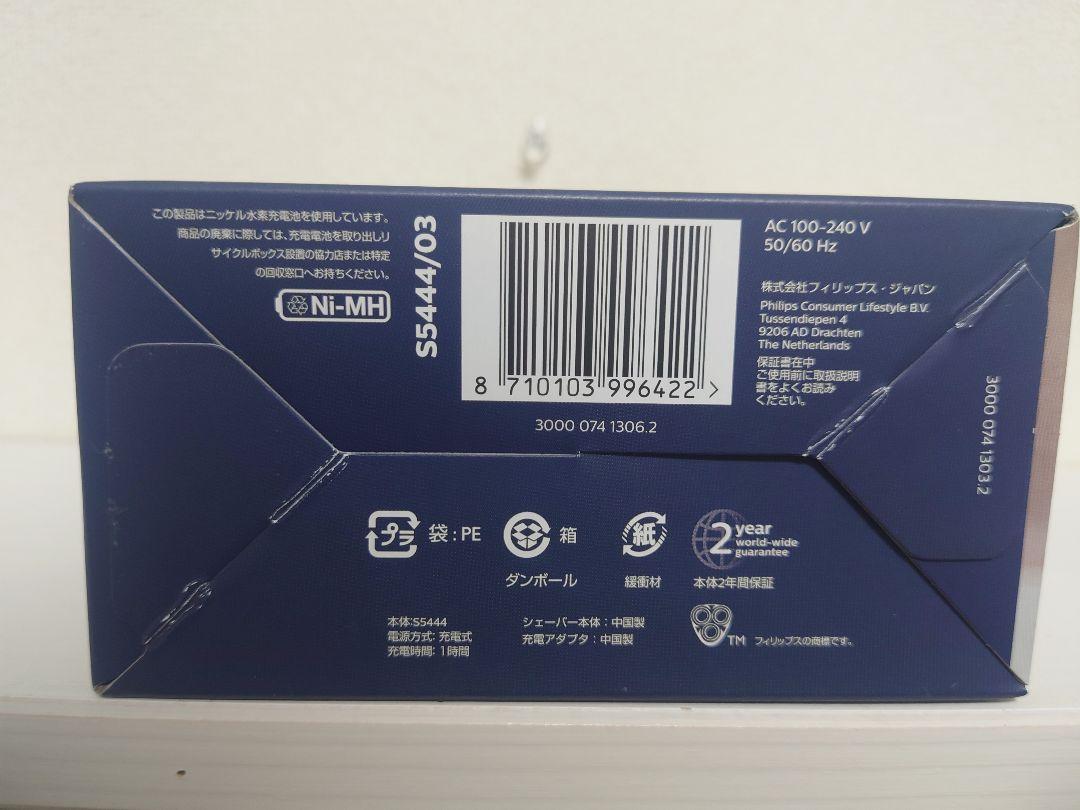 この製品はニッケル水素充電池を使用しています。
商品の廃棄に際しては、充電電池を取り出しリ
サイクルボックス設置の協力店または特定
の回収窓口へお持ちください。
Ni-MH
S5444/03
8 710103 996422 >
3000 074 1306.2
AC 100-240 V
50/60 Hz
株式会社フィリップス・ジャパン
Philips Consumer Lifestyle B.V.
Tussendiepen 4
9206 AD Drachten
The Netherlands
保証書在中
ご使用前に取扱説明
書をよくお読み
ください。
3000 074 1303.2
プラ 袋 : PE
箱
ダンボール
紙
緩衝材
2 year
world-wide
guarantee
本体2年間保証
本体:S5444
電源方式: 充電式
充電時間: 1時間
シェーバー本体 : 中国製
充電アダプタ : 中国製
TM フィリップスの商標です。